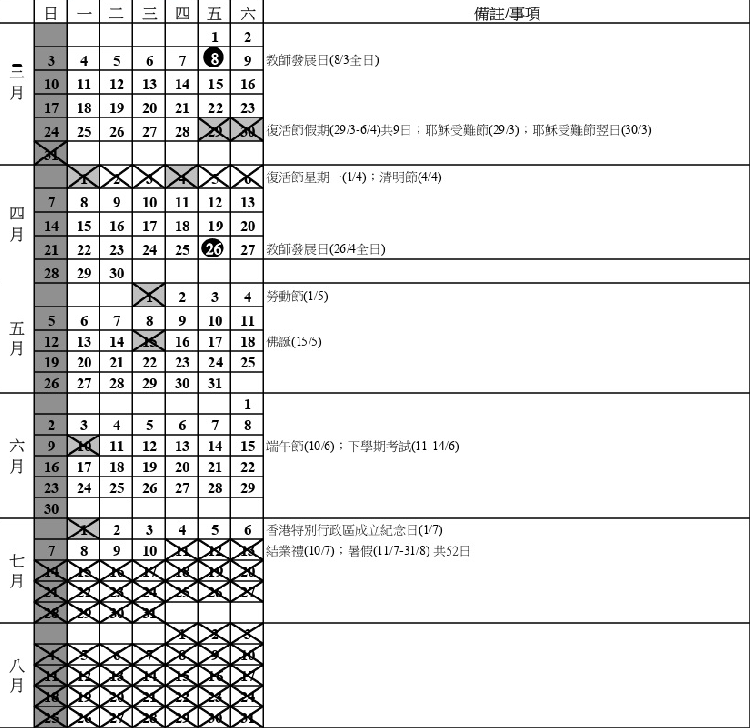 日 一 二 三 四 五 六 備註/事項
三月
1 2
3 4 5 6 7 8 9 教師發展日(8/3全日)
10 11 12 13 14 15 16
17 18 19 20 21 22 23
24 25 26 27 28 29 30 復活節假期(29/3-6/4)共9日；耶穌受難節(29/3)；耶穌受難節翌日(30/3)
31
四月
1 2 3 4 5 6 復活節星期一(1/4)；清明節(4/4)
7 8 9 10 11 12 13
14 15 16 17 18 19 20
21 22 23 24 25 26 27 教師發展日(26/4全日)
28 29 30
五月
1 2 3 4 勞動節(1/5)
5 6 7 8 9 10 11
12 13 14 15 16 17 18 佛誕(15/5)
19 20 21 22 23 24 25
26 27 28 29 30 31
六月
1
2 3 4 5 6 7 8
9 10 11 12 13 14 15 端午節(10/6)；下學期考試(11-14/6)
16 17 18 19 20 21 22
23 24 25 26 27 28 29
30
七月
1 2 3 4 5 6 香港特別行政區成立紀念日(1/7)
7 8 9 10 11 12 13 結業禮(10/7)；暑假(11/7-31/8) 共52日
14 15 16 17 18 19 20
21 22 23 24 25 26 27
28 29 30 31
八月
1 2 3
4 5 6 7 8 9 10
11 12 13 14 15 16 17
18 19 20 21 22 23 24
25 26 27 28 29 30 31